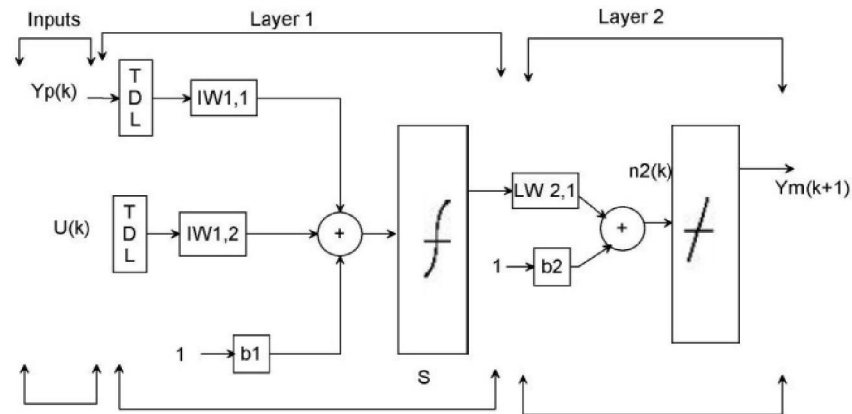 Inputs
Layer 1
Layer 2
Yp(k)
T
D
L
IW1,1
U(k)
T
D
L
IW1,2
+
1
b1
S
LW 2,1
1
b2
+
n2(k)
Ym(k+1)